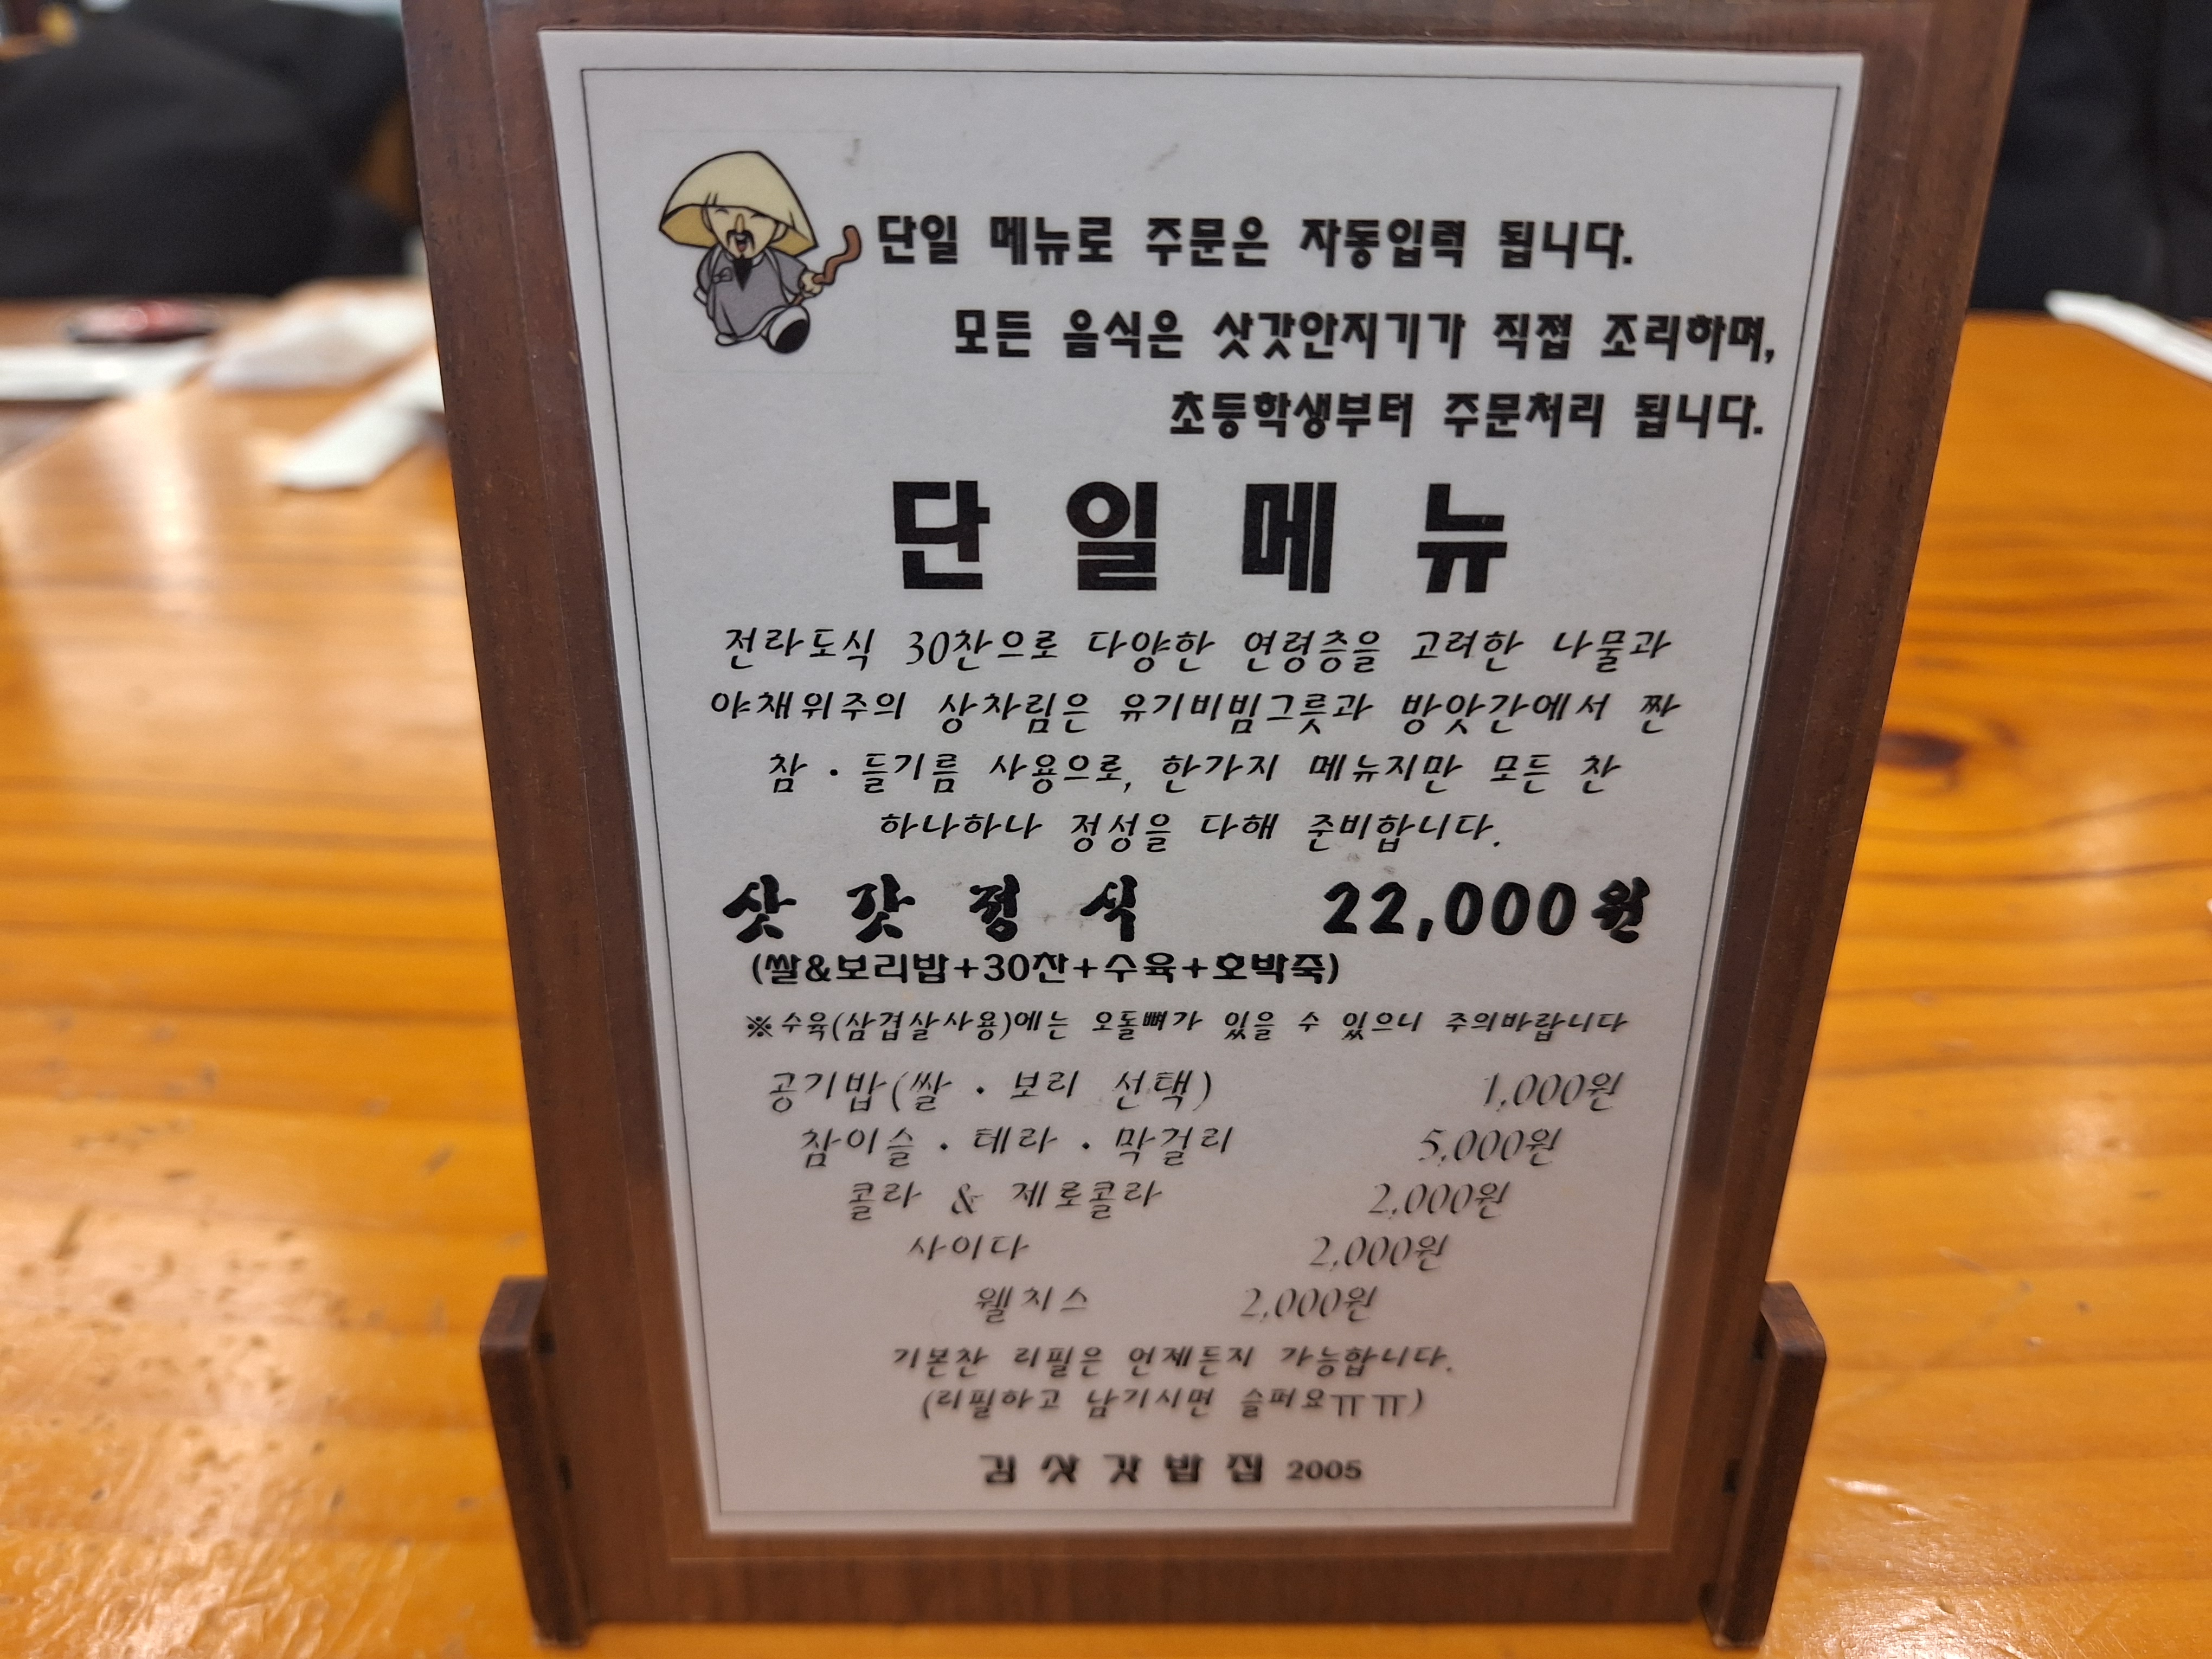 단일 메뉴로 주문은 자동입력 됩니다.
모든 음식은 삿갓안지기가 직접 조리하며,
초등학생부터 주문처리 됩니다.
단일메뉴
전라도식 30찬으로 다양한 연령층을 고려한 나물과
야채위주의 상차림은 유기비빔그릇과 방앗간에서 짠
참·들기름 사용으로, 한가지 메뉴지만 모든 찬
하나하나 정성을 다해 준비합니다.
삿갓정식 22,000원
(쌀&보리밥+30찬+수육+호박죽)
※수육(삼겹살사용)에는 오돌뼈가 있을 수 있으니 주의바랍니다
공기밥(쌀 · 보리 선택) 1,000원
참이슬 · 테라 · 막걸리 5,000원
콜라 & 제로콜라 2,000원
사이다 2,000원
웰치스 2,000원
기본찬 리필은 언제든지 가능합니다.
(리필하고 남기시면 슬퍼요ㅠㅠ)
김삿갓밥집 2005